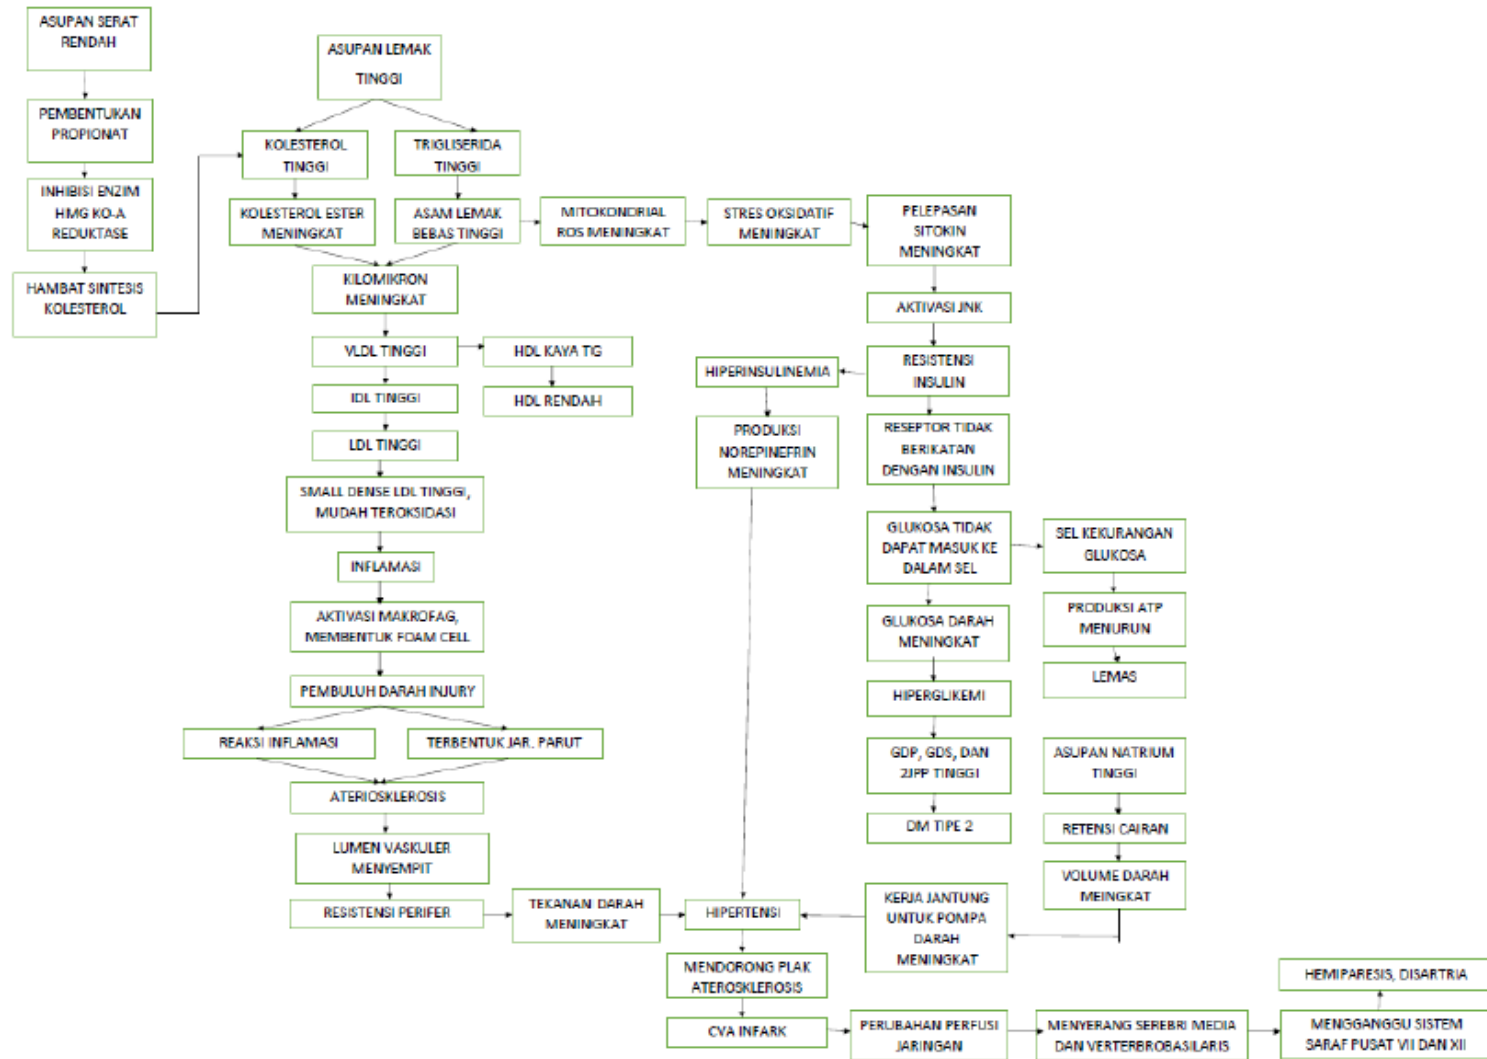 ASUPAN SERAT
RENDAH
PEMBENTUKAN
PROPIONAT
INHIBISI ENZIM
HMG KO-A
REDUKTASE
HAMBAT SINTESIS
KOLESTEROL
ASUPAN LEMAK
TINGGI
KOLESTEROL
TINGGI
TRIGLISERIDA
TINGGI
KOLESTEROL ESTER
MENINGKAT
ASAM LEMAK
BEBAS TINGGI
MITOKONDRIAL
ROS MENINGKAT
STRES OKSIDATIF
MENINGKAT
PELEPASAN
SITOKIN
MENINGKAT
KILOMIKRON
MENINGKAT
VLDL TINGGI
HDL KAYA TG
HDL RENDAH
IDL TINGGI
LDL TINGGI
SMALL DENSE LDL TINGGI,
MUDAH TEROKSIDASI
INFLAMASI
AKTIVASI MAKROFAG,
MEMBENTUK FOAM CELL
PEMBULUH DARAH INJURY
REAKSI INFLAMASI
TERBENTUK JAR. PARUT
ATERIOSKLEROSIS
LUMEN VASKULER
MENYEMPIT
RESISTENSI PERIFER
TEKANAN DARAH
MENINGKAT
AKTIVASI JNK
RESISTENSI
INSULIN
HIPERINSULINEMIA
PRODUKSI
NOREPINEFRIN
MENINGKAT
RESEPTOR TIDAK
BERIKATAN
DENGAN INSULIN
GLUKOSA TIDAK
DAPAT MASUK KE
DALAM SEL
SEL KEKURANGAN
GLUKOSA
PRODUKSI ATP
MENURUN
LEMAS
GLUKOSA DARAH
MENINGKAT
HIPERGLIKEMI
GDP, GDS, DAN
2JPP TINGGI
DM TIPE 2
ASUPAN NATRIUM
TINGGI
RETENSI CAIRAN
VOLUME DARAH
MEINGKAT
KERJA JANTUNG
UNTUK POMPA
DARAH
MENINGKAT
HIPERTENSI
MENDORONG PLAK
ATEROSKLEROSIS
CVA INFARK
PERUBAHAN PERFUSI
JARINGAN
MENYERANG SEREBRI MEDIA
DAN VERTERBROBASILARIS
MENGGANGGU SISTEM
SARAF PUSAT VII DAN XII
HEMIPARESIS, DISARTRIA